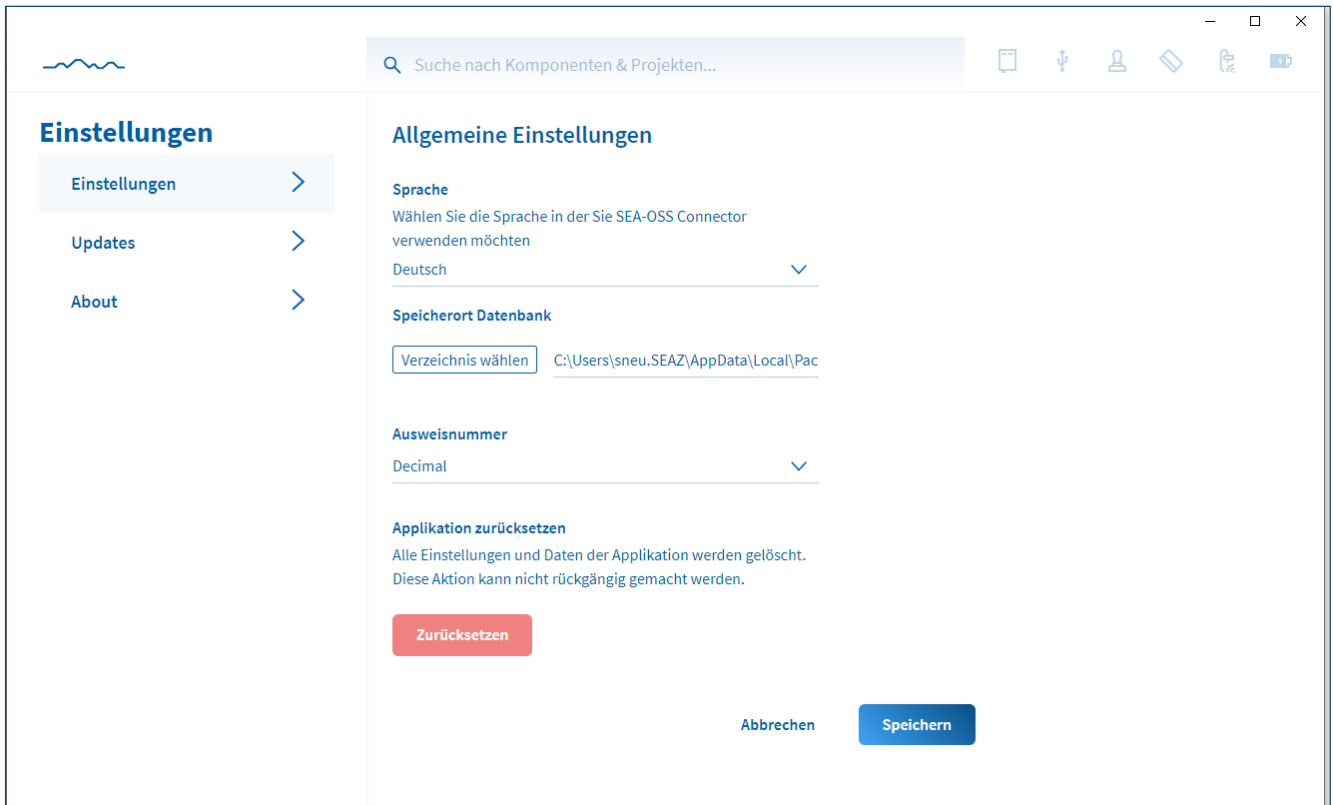 Suche nach Komponenten & Projekten...
Einstellungen
Einstellungen
Updates
About
Allgemeine Einstellungen
Sprache
Wählen Sie die Sprache in der Sie SEA-OSS Connector
verwenden möchten
Deutsch
Speicherort Datenbank
Verzeichnis wählen C:\Users\sneu.SEAZ\AppData\Local\Pac
Ausweisnummer
Decimal
Applikation zurücksetzen
Alle Einstellungen und Daten der Applikation werden gelöscht.
Diese Aktion kann nicht rückgängig gemacht werden.
Zurücksetzen
Abbrechen Speichern